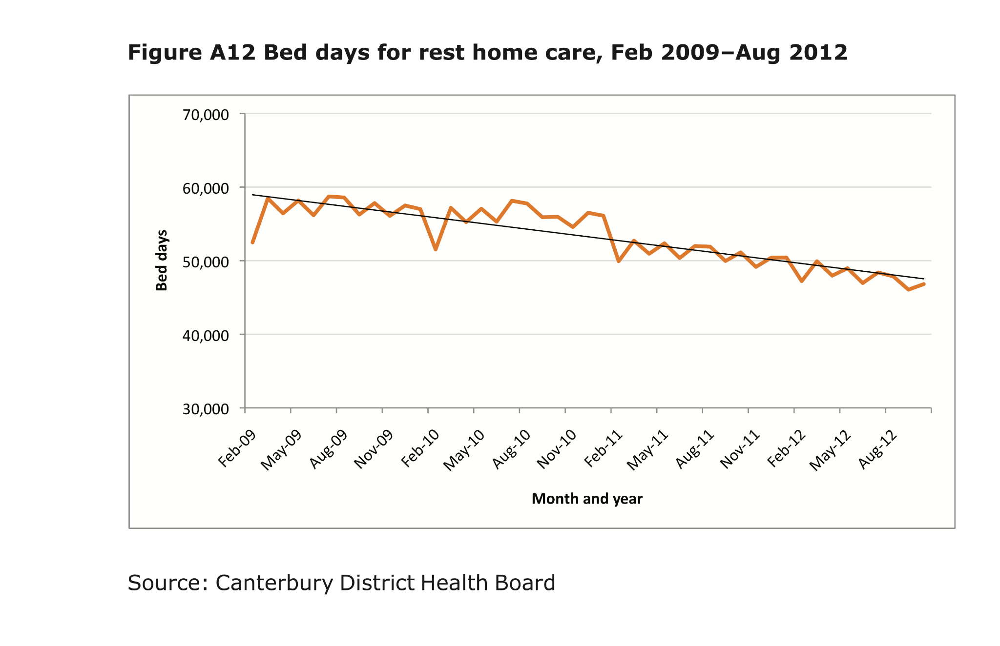 Figure A12 Bed days for rest home care, Feb 2009–Aug 2012
70,000
60,000
50,000
40,000
30,000
Bed days
Feb-09
May-09
Aug-09
Nov-09
Feb-10
May-10
Aug-10
Nov-10
Feb-11
May-11
Aug-11
Nov-11
Feb-12
May-12
Aug-12
Month and year
Source: Canterbury District Health Board